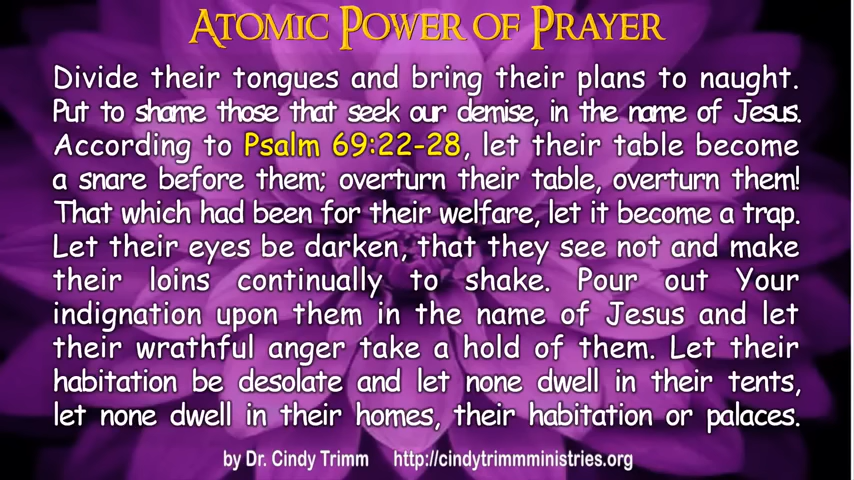 ATOMIC POWER OF PRAYER
Divide their tongues and bring their plans to naught.
Put to shame those that seek our demise, in the name of Jesus.
According to Psalm 69:22-28, let their table become
a snare before them; overturn their table, overturn them!
That which had been for their welfare, let it become a trap.
Let their eyes be darken, that they see not and make
their loins continually to shake. Pour out Your
indignation upon them in the name of Jesus and let
their wrathful anger take a hold of them. Let their
habitation be desolate and let none dwell in their tents,
let none dwell in their homes, their habitation or palaces.
by Dr. Cindy Trimm http://cindytrimmministries.org